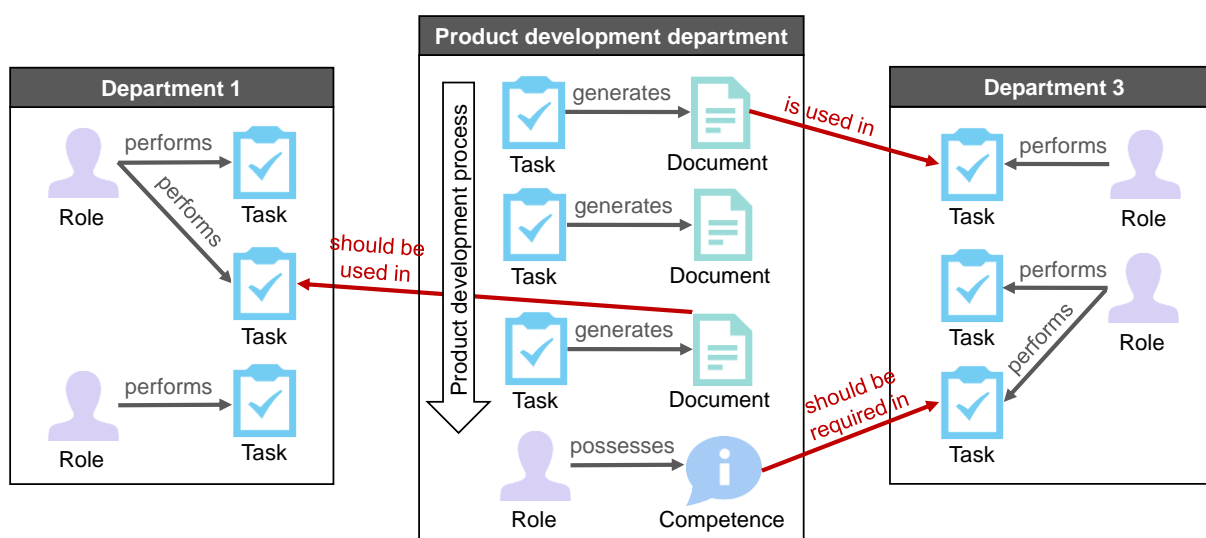 Department 1
performs
Task
Role
performs
Task
performs
Role
Task
Product development department
Product development process
generates
Task
Document
generates
Task
Document
generates
Task
Document
possesses
Role
Competence
should be
used in
is used in
should be
required in
Department 3
performs
Task
Role
performs
Task
Role
performs
Task